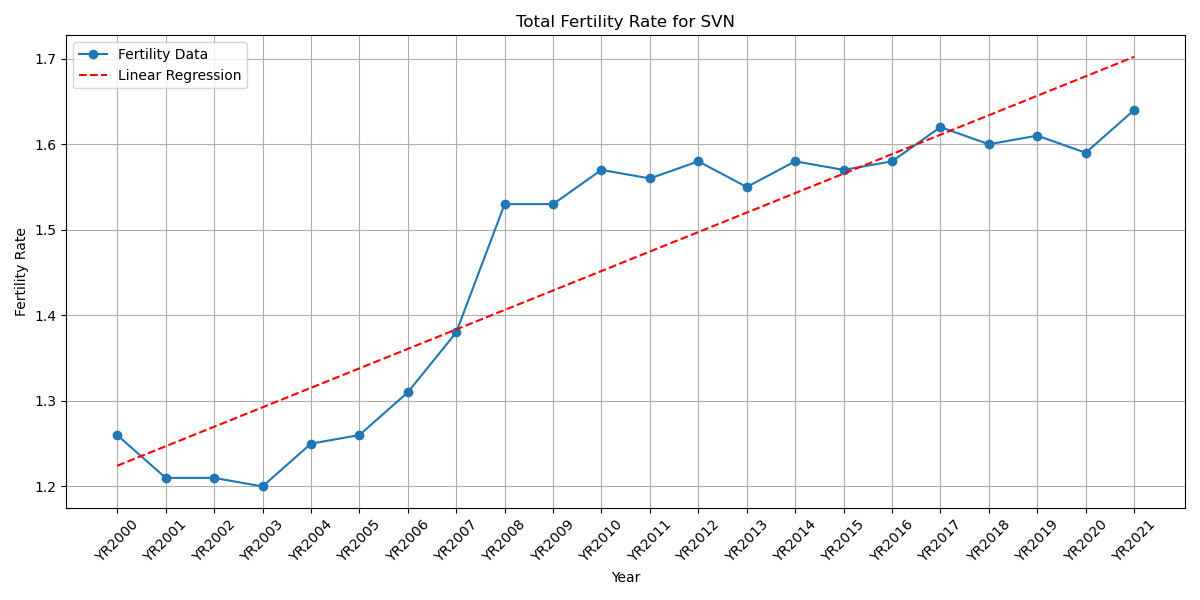 Total Fertility Rate for SVN
Fertility Data
Linear Regression
Fertility Rate
1.7
1.6
1.5
1.4
1.3
1.2
YR2000
YR2001
YR2002
YR2003
YR2004
YR2005
YR2006
YR2007
YR2008
YR2009
YR2010
YR2011
YR2012
YR2013
YR2014
YR2015
YR2016
YR2017
YR2018
YR2019
YR2020
YR2021
Year